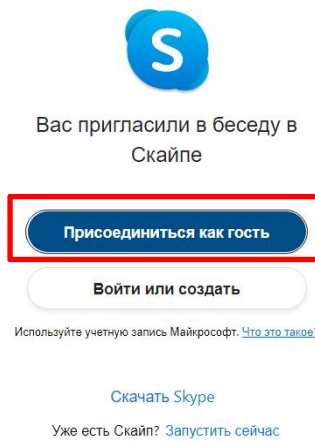 S
Вас пригласили в беседу в
Скайпе
Присоединиться как гость
Войти или создать
Используйте учетную запись Майкрософт. Что это такое?
Скачать Skype
Уже есть Скайп? Запустить сейчас